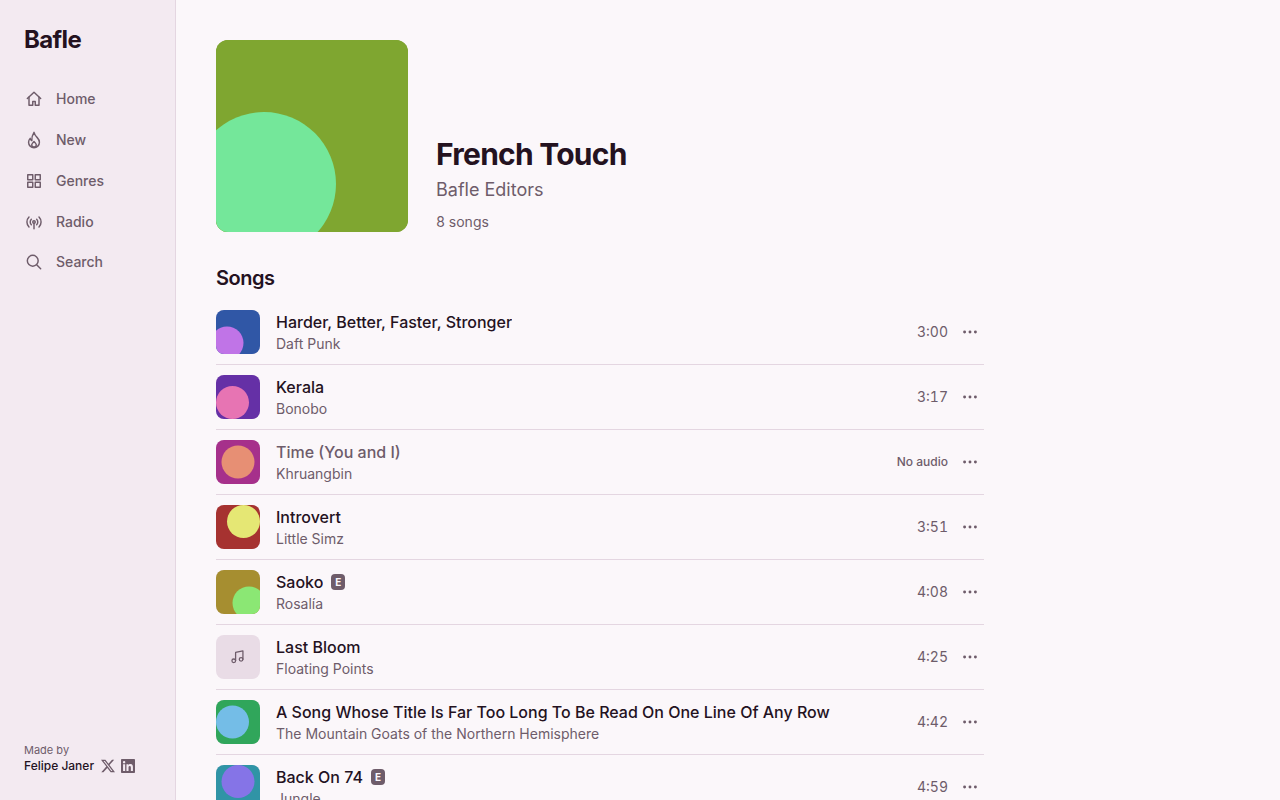 Bafle
Home
New
Genres
Radio
Search
Made by
Felipe Janer
French Touch
Bafle Editors
8 songs
Songs
Harder, Better, Faster, Stronger
Daft Punk
3:00
Kerala
Bonobo
3:17
Time (You and I)
Khruangbin
No audio
Introvert
Little Simz
3:51
Saoko E
Rosalía
4:08
Last Bloom
Floating Points
4:25
A Song Whose Title Is Far Too Long To Be Read On One Line Of Any Row
The Mountain Goats of the Northern Hemisphere
4:42
Back On 74 E
Jungle
4:59